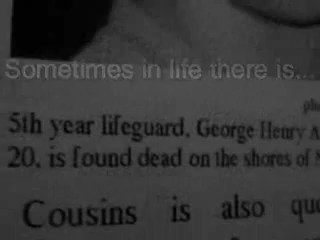 Sometimes in life there is...
5th year lifeguard, George Henry A
20, is found dead on the shores of
Cousins is also